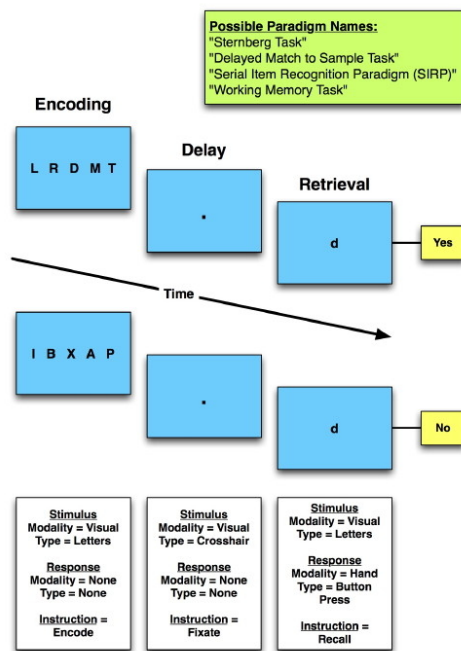 Possible Paradigm Names:
"Sternberg Task"
"Delayed Match to Sample Task"
"Serial Item Recognition Paradigm (SIRP)"
"Working Memory Task"
Encoding
L R D M T
Delay
*
Retrieval
d
Yes
Time
I B X A P
*
d
No
Stimulus
Modality = Visual
Type = Letters
Response
Modality = None
Type = None
Instruction =
Encode
Stimulus
Modality = Visual
Type = Crosshair
Response
Modality = None
Type = None
Instruction =
Fixate
Stimulus
Modality = Visual
Type = Letters
Response
Modality = Hand
Type = Button
Press
Instruction =
Recall